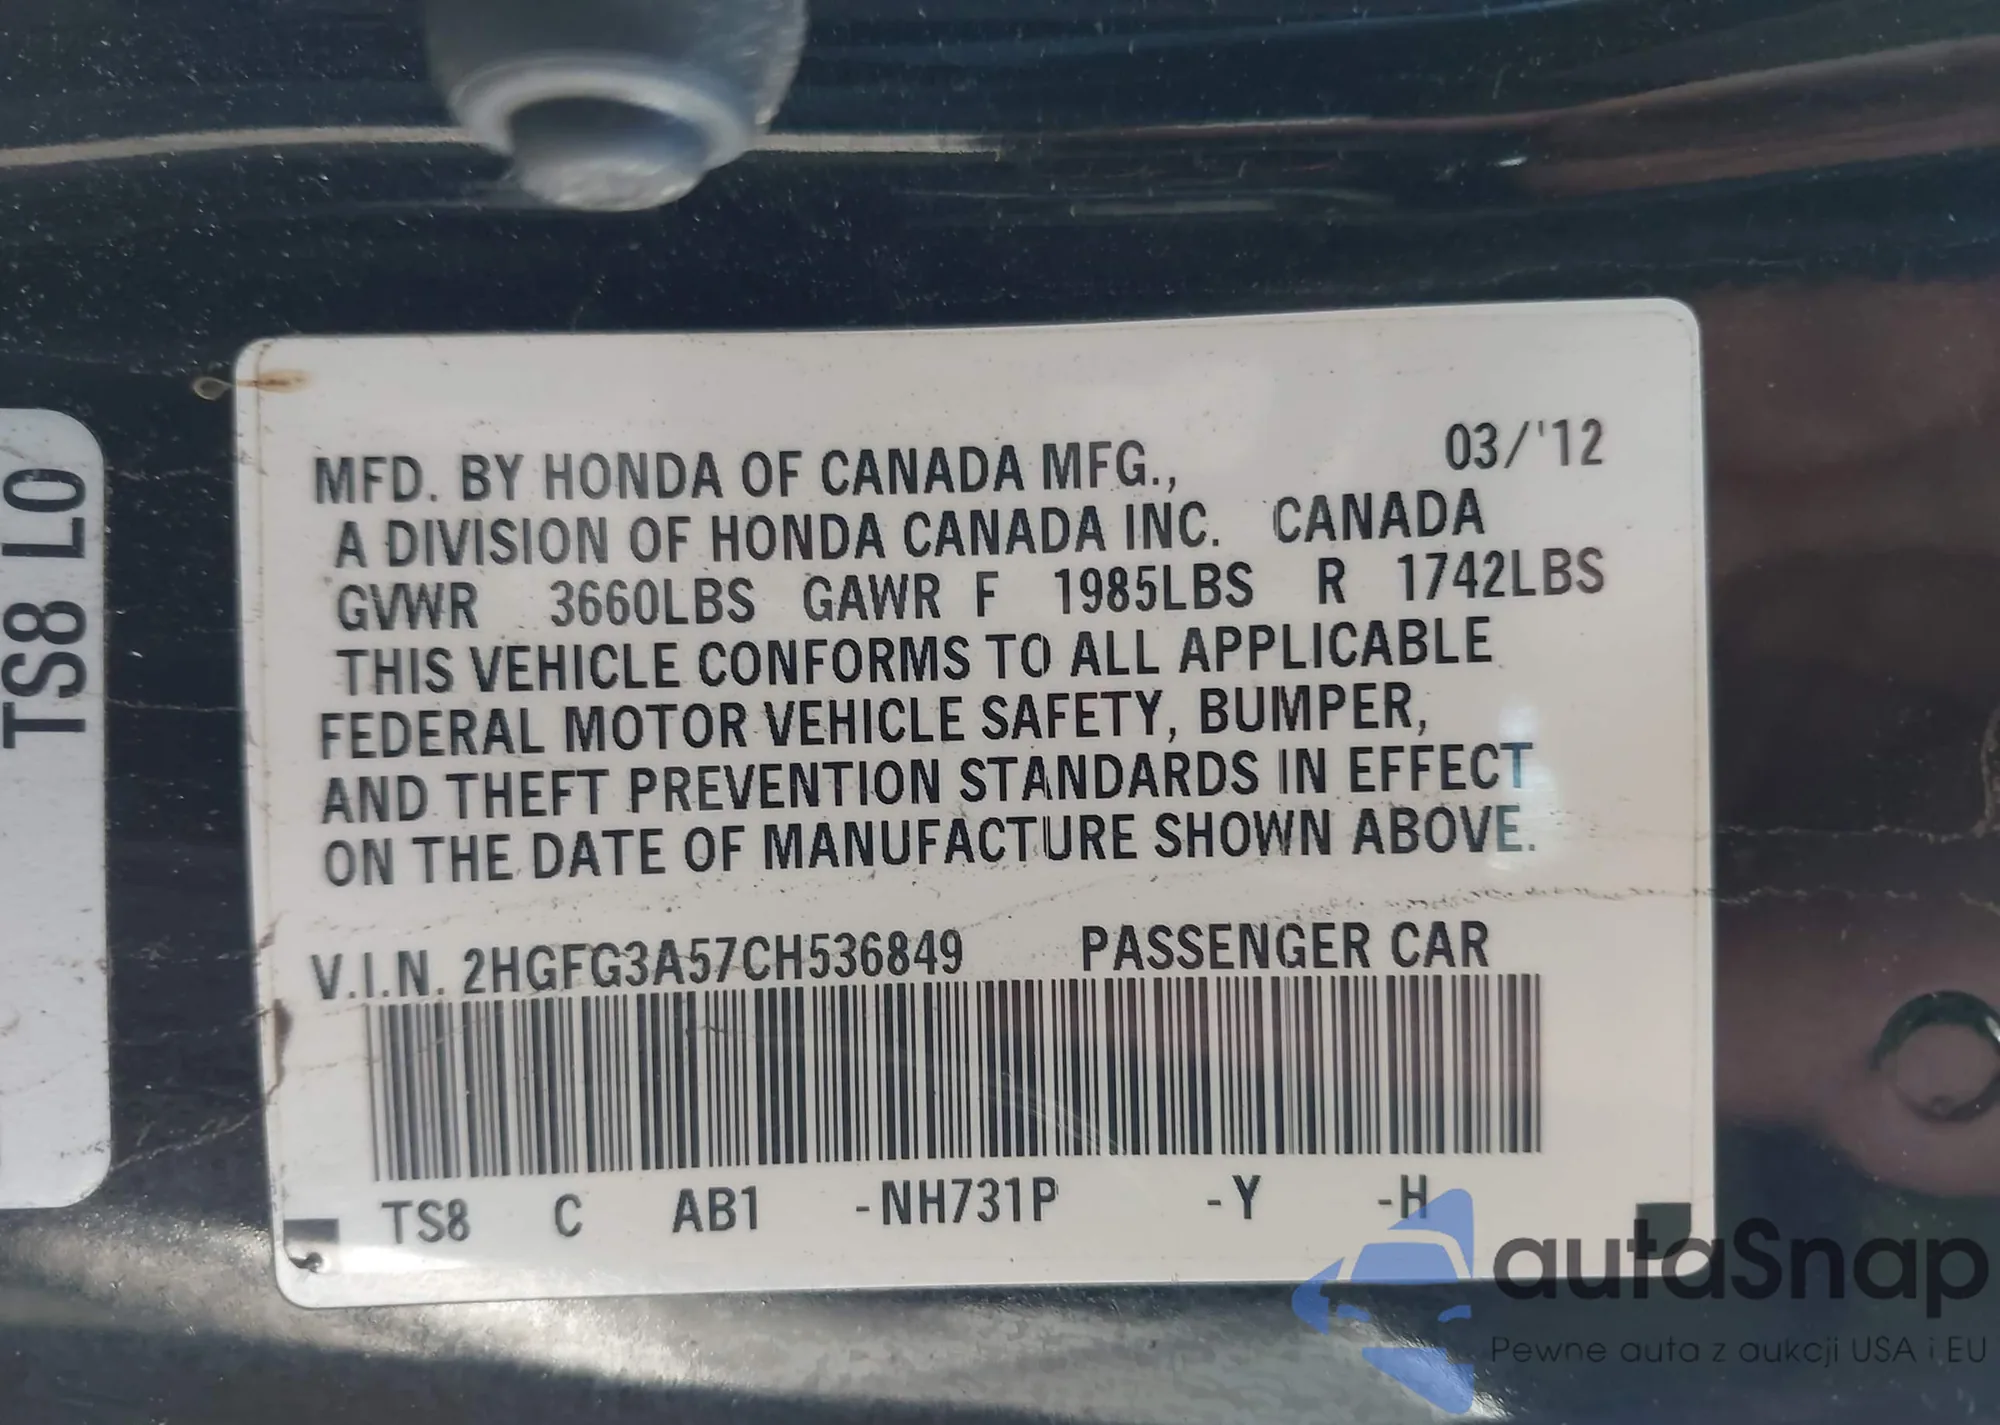 TS8 L0
03/'12
MFD. BY HONDA OF CANADA MFG.,
A DIVISION OF HONDA CANADA INC. CANADA
GVWR 3660LBS GAWR F 1985LBS R 1742LBS
THIS VEHICLE CONFORMS TO ALL APPLICABLE
FEDERAL MOTOR VEHICLE SAFETY, BUMPER,
AND THEFT PREVENTION STANDARDS IN EFFECT
ON THE DATE OF MANUFACTURE SHOWN ABOVE.
V.I.N. 2HGFG3A57CH536849 PASSENGER CAR
TS8 C AB1 -NH731P -Y -H
autaSnap
Pewne auta z aukcji USA i EU